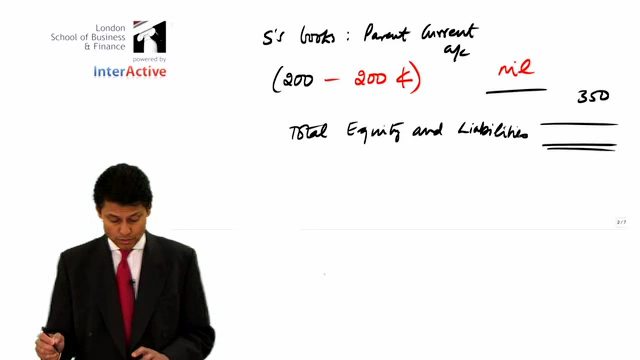 London
School of Business
& Finance
powered by
InterActive
S's books : Parent Current
a/c
(200 – 200 k) nil
350
Total Equity and Liabilities
2 / 7